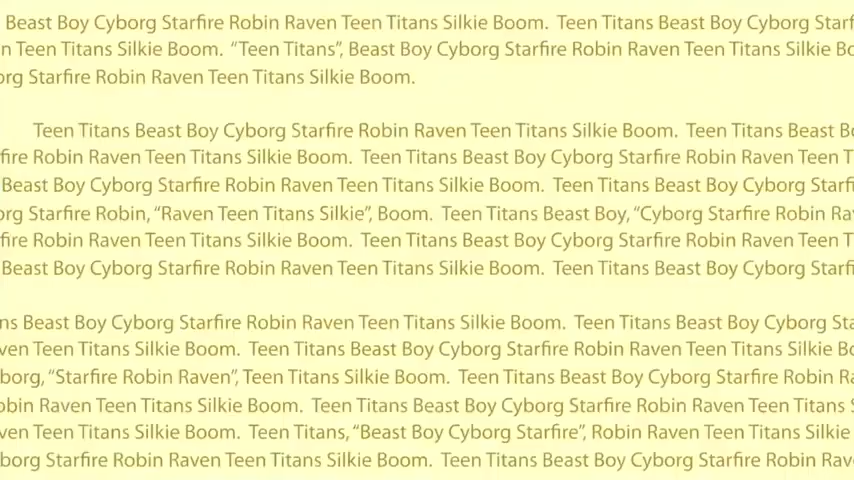 Beast Boy Cyborg Starfire Robin Raven Teen Titans Silkie Boom. Teen Titans Beast Boy Cyborg Starf
n Teen Titans Silkie Boom. “Teen Titans”, Beast Boy Cyborg Starfire Robin Raven Teen Titans Silkie Bo
org Starfire Robin Raven Teen Titans Silkie Boom.
Teen Titans Beast Boy Cyborg Starfire Robin Raven Teen Titans Silkie Boom. Teen Titans Beast Bo
fire Robin Raven Teen Titans Silkie Boom. Teen Titans Beast Boy Cyborg Starfire Robin Raven Teen T
Beast Boy Cyborg Starfire Robin Raven Teen Titans Silkie Boom. Teen Titans Beast Boy Cyborg Starfi
org Starfire Robin, “Raven Teen Titans Silkie”, Boom. Teen Titans Beast Boy, “Cyborg Starfire Robin Ra
fire Robin Raven Teen Titans Silkie Boom. Teen Titans Beast Boy Cyborg Starfire Robin Raven Teen T
Beast Boy Cyborg Starfire Robin Raven Teen Titans Silkie Boom. Teen Titans Beast Boy Cyborg Starfi
ns Beast Boy Cyborg Starfire Robin Raven Teen Titans Silkie Boom. Teen Titans Beast Boy Cyborg Sta
ven Teen Titans Silkie Boom. Teen Titans Beast Boy Cyborg Starfire Robin Raven Teen Titans Silkie Bo
borg, “Starfire Robin Raven”, Teen Titans Silkie Boom. Teen Titans Beast Boy Cyborg Starfire Robin Ra
obin Raven Teen Titans Silkie Boom. Teen Titans Beast Boy Cyborg Starfire Robin Raven Teen Titans S
ven Teen Titans Silkie Boom. Teen Titans, “Beast Boy Cyborg Starfire”, Robin Raven Teen Titans Silkie
borg Starfire Robin Raven Teen Titans Silkie Boom. Teen Titans Beast Boy Cyborg Starfire Robin Rav